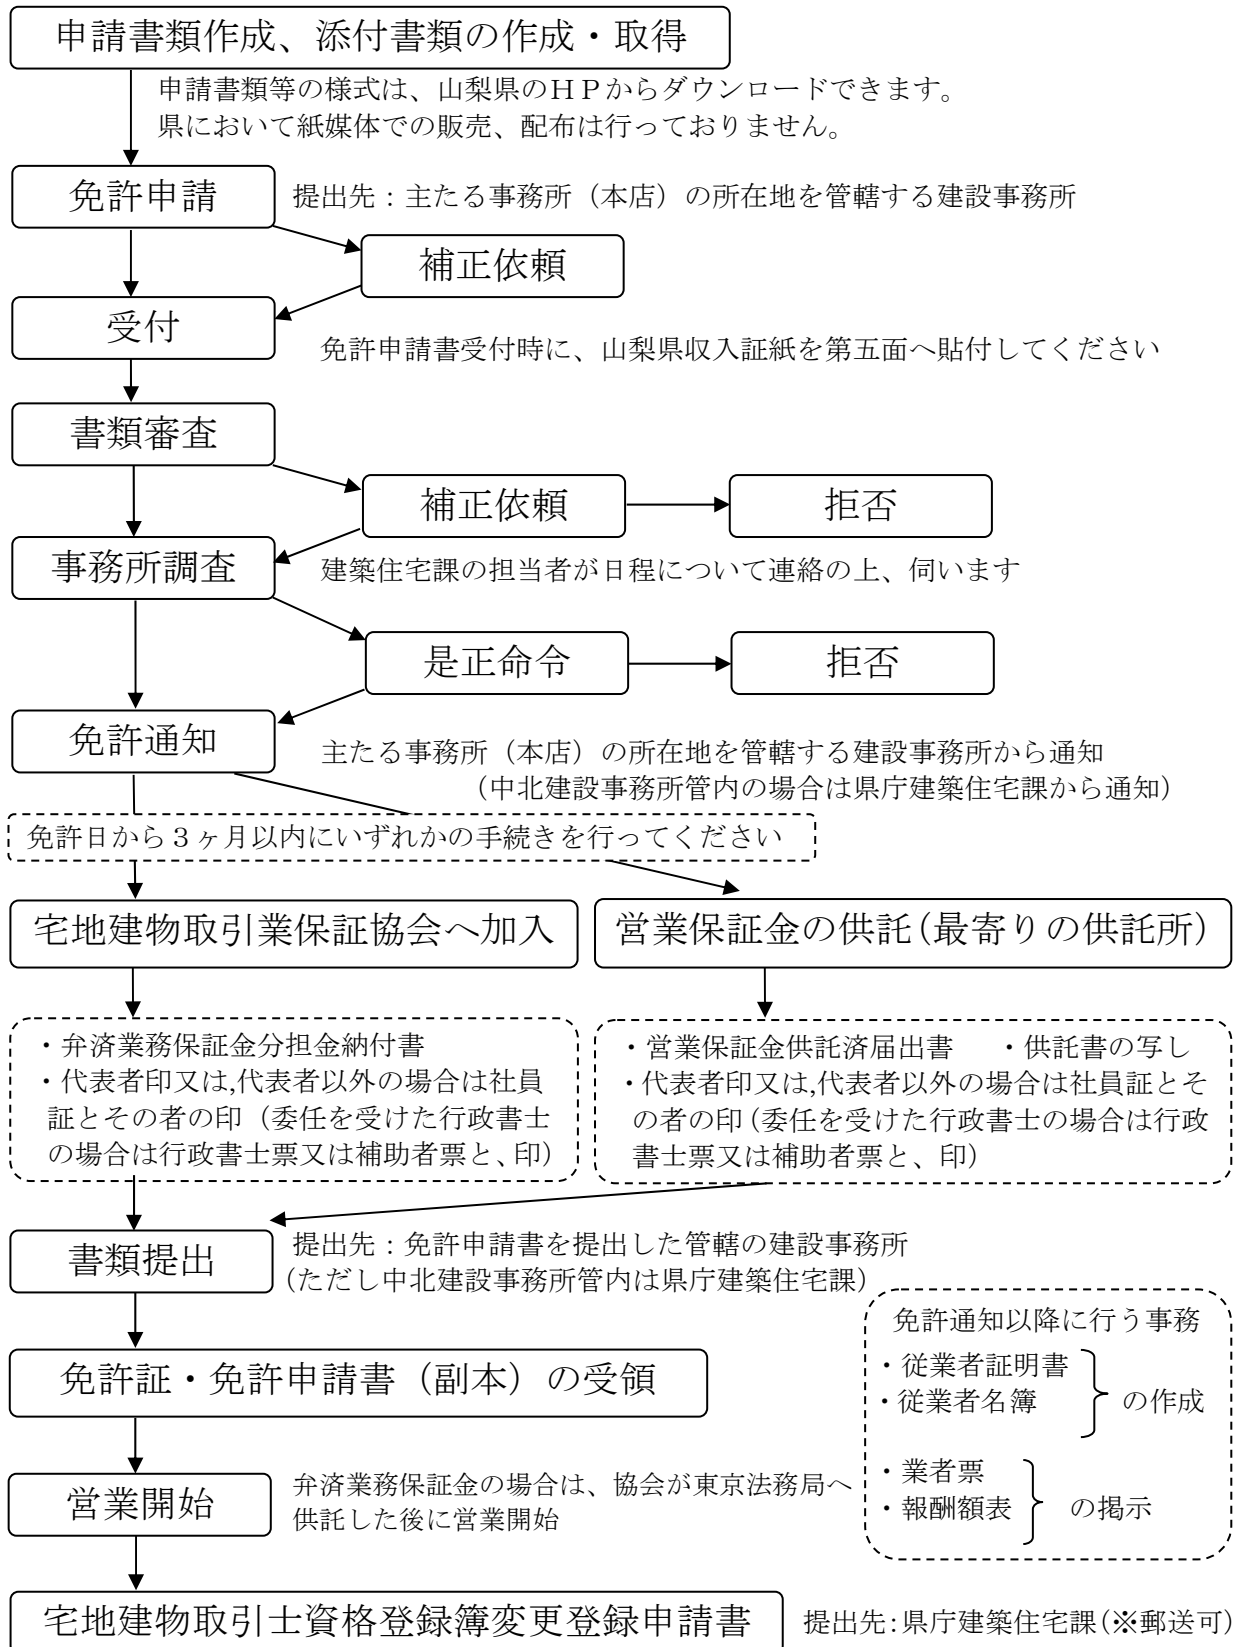 申請書類作成、添付書類の作成・取得
申請書類等の様式は、山梨県のＨＰからダウンロードできます。
県において紙媒体での販売、配布は行っておりません。
免許申請
提出先：主たる事務所（本店）の所在地を管轄する建設事務所
補正依頼
受付
免許申請書受付時に、山梨県収入証紙を第五面へ貼付してください
書類審査
補正依頼
拒否
事務所調査
建築住宅課の担当者が日程について連絡の上、伺います
是正命令
拒否
免許通知
主たる事務所（本店）の所在地を管轄する建設事務所から通知
（中北建設事務所管内の場合は県庁建築住宅課から通知）
免許日から３ヶ月以内にいずれかの手続きを行ってください
宅地建物取引業保証協会へ加入
営業保証金の供託(最寄りの供託所)
・弁済業務保証金分担金納付書
・代表者印又は,代表者以外の場合は社員
証とその者の印（委任を受けた行政書士
の場合は行政書士票又は補助者票と、印）
・営業保証金供託済届出書　・供託書の写し
・代表者印又は,代表者以外の場合は社員証とそ
の者の印（委任を受けた行政書士の場合は行政
書士票又は補助者票と、印）
書類提出
提出先：免許申請書を提出した管轄の建設事務所
（ただし中北建設事務所管内は県庁建築住宅課）
免許証・免許申請書（副本）の受領
免許通知以降に行う事務
・従業者証明書
・従業者名簿
の作成
・業者票
・報酬額表
の掲示
営業開始
弁済業務保証金の場合は、協会が東京法務局へ
供託した後に営業開始
宅地建物取引士資格登録簿変更登録申請書
提出先：県庁建築住宅課（※郵送可）